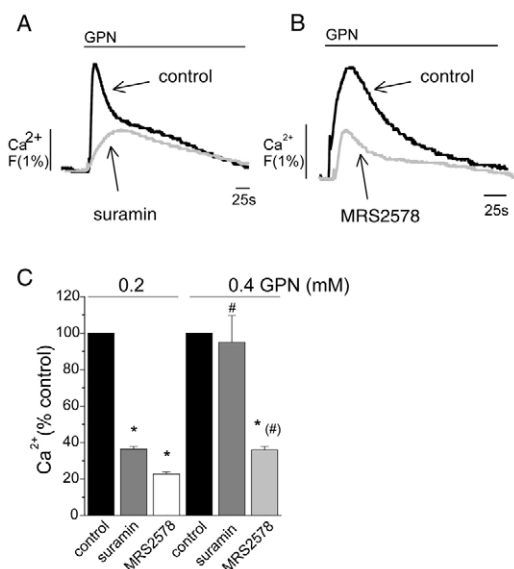 A
GPN
control
Ca2+
F(1%)
suramin
25s
B
GPN
control
Ca2+
F(1%)
MRS2578
25s
C
0.2
0.4 GPN (mM)
Ca2+(% control)
120
100
80
60
40
20
0
*
*
#
* (#)
control
suramin
MRS2578
control
suramin
MRS2578